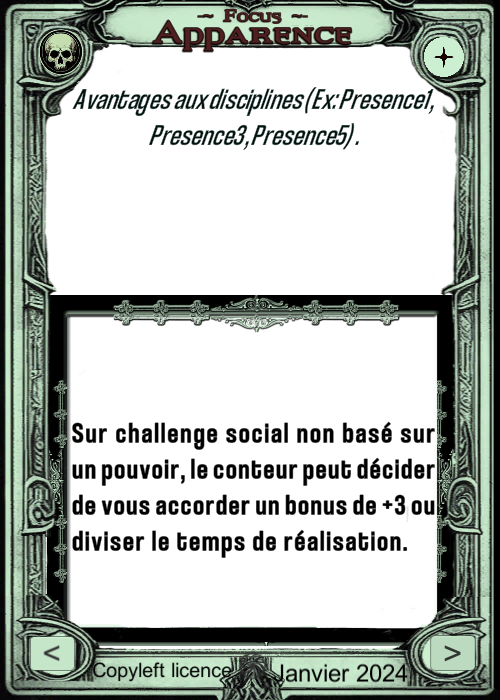 ~ Focus ~
Apparence
Avantages aux disciplines (Ex: Presence1,
Presence3, Presence5) .
Sur challenge social non basé sur
un pouvoir, le conteur peut décider
de vous accorder un bonus de +3 ou
diviser le temps de réalisation.
< >
Copyleft licence Janvier 2024